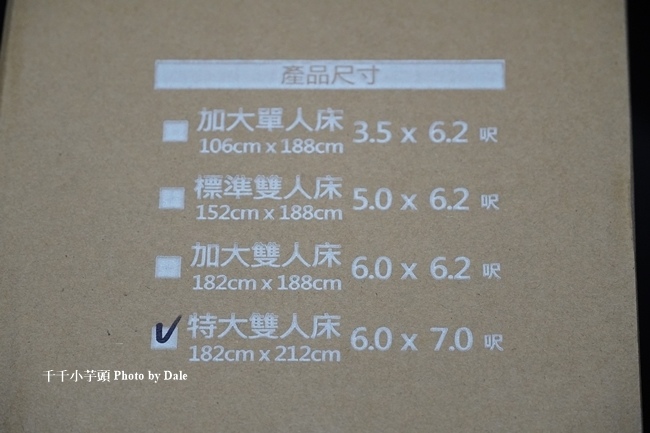 產品尺寸
加大單人床 3.5 x 6.2 呎
106cm x 188cm
標準雙人床 5.0 x 6.2 呎
152cm x 188cm
加大雙人床 6.0 x 6.2 呎
182cm x 188cm
特大雙人床 6.0 x 7.0 呎
182cm x 212cm
千千小芋頭 Photo by Dale